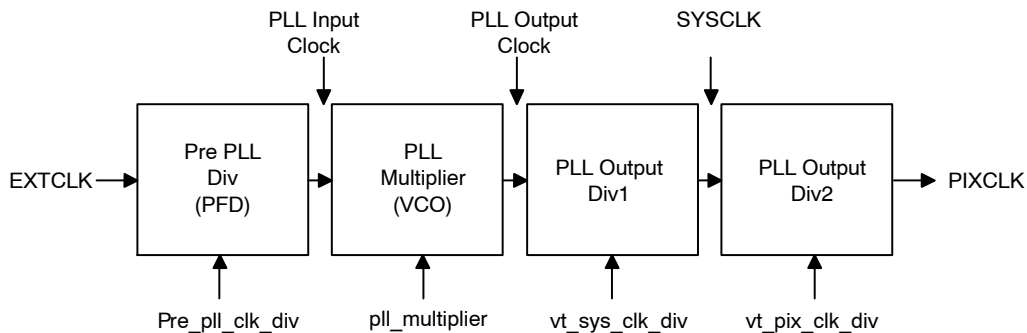 PLL Input
Clock
PLL Output
Clock
SYSCLK
EXTCLK
Pre PLL
Div
(PFD)
PLL
Multiplier
(VCO)
PLL Output
Div1
PLL Output
Div2
PIXCLK
Pre_pll_clk_div
pll_multiplier
vt_sys_clk_div
vt_pix_clk_div